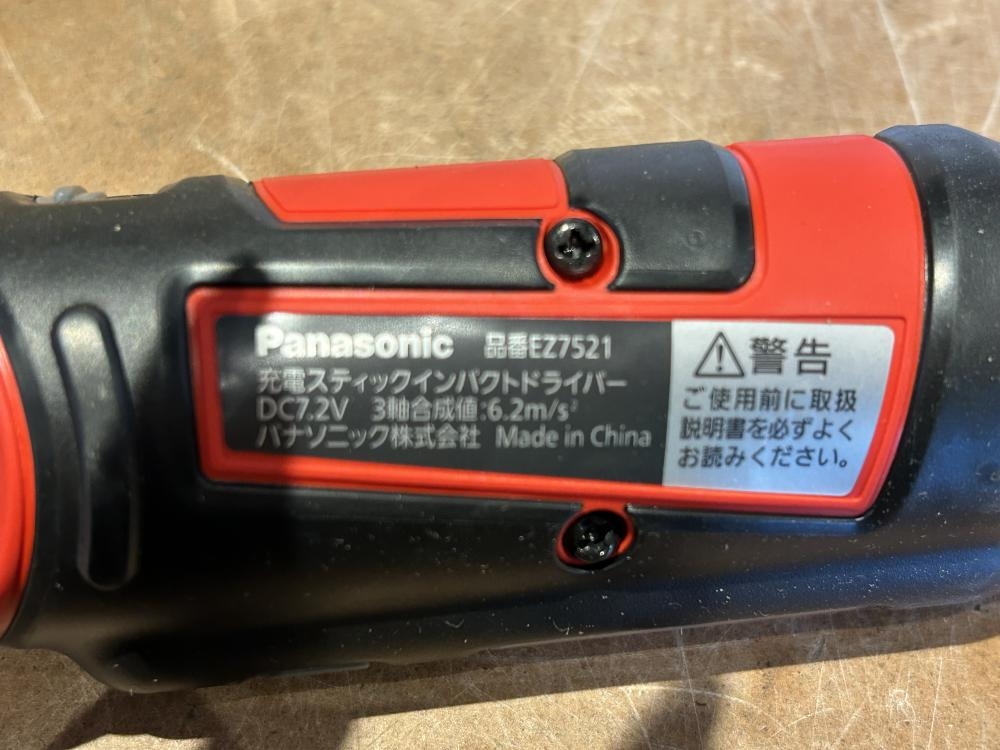 Panasonic 品番EZ7521
充電スティックインパクトドライバー
DC7.2V 3軸合成値:6.2m/s²
パナソニック株式会社 Made in China
⚠警告
ご使用前に取扱
説明書を必ずよく
お読みください。